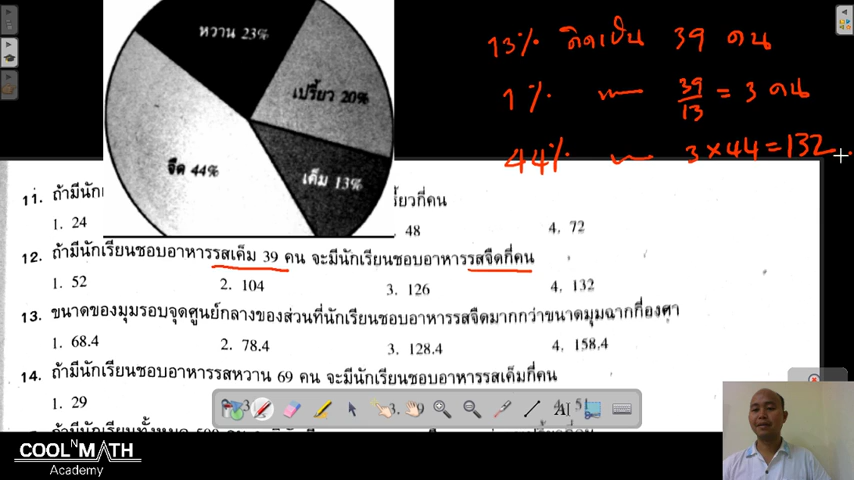 หวาน 23%
เปรี้ยว 20%
เค็ม 13%
จืด 44%
13% คิดเป็น 39 คน
1% 39/13 = 3 คน
44% 3 × 44 = 132
11. ถ้ามีนัก กี่คน
1. 24 48 4. 72
12. ถ้ามีนักเรียนชอบอาหารรสเค็ม 39 คน จะมีนักเรียนชอบอาหารรสจืดกี่คน
1. 52 2. 104 3. 126 4. 132
13. ขนาดของมุมรอบจุดศูนย์กลางของส่วนที่นักเรียนชอบอาหารรสจืดมากกว่าขนาดมุมฉากกี่องศา
1. 68.4 2. 78.4 3. 128.4 4. 158.4
14. ถ้ามีนักเรียนชอบอาหารรสหวาน 69 คน จะมีนักเรียนชอบอาหารรสเค็มกี่คน
1. 29 3. 4. 51
COOL N MATH
Academy